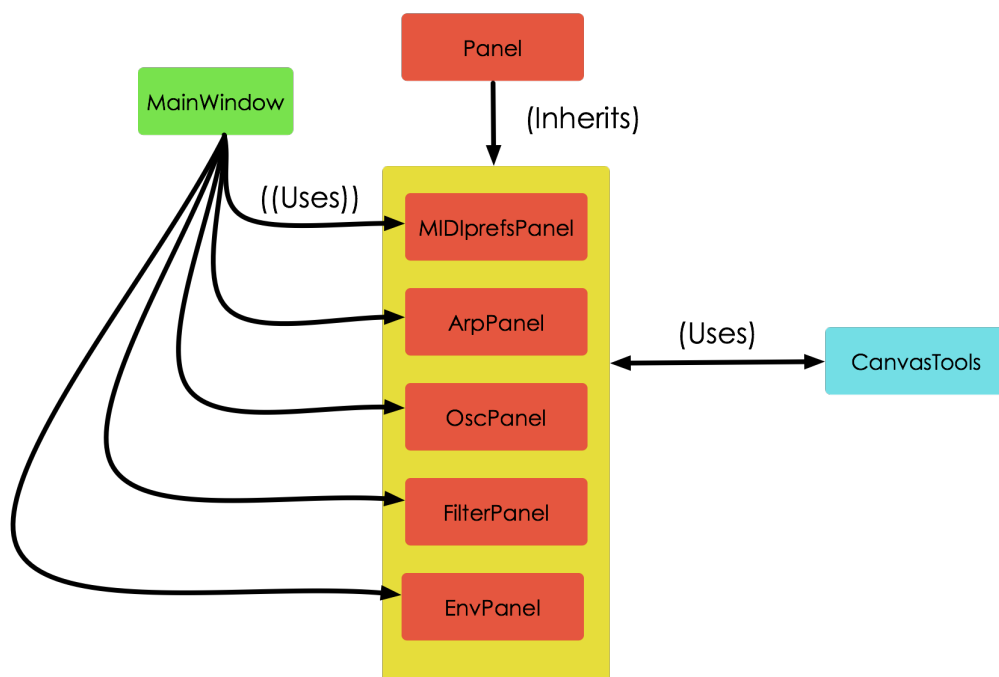 Panel
MainWindow
(Inherits)
((Uses))
MIDIprefsPanel
ArpPanel
(Uses)
CanvasTools
OscPanel
FilterPanel
EnvPanel